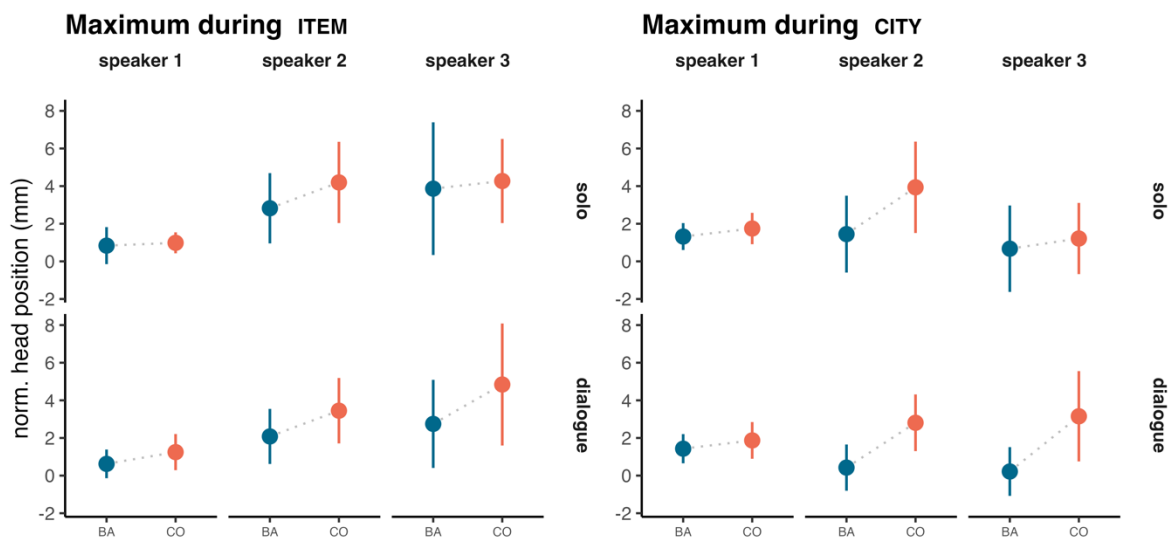 Maximum during ITEM
speaker 1 speaker 2 speaker 3
norm. head position (mm)
8
6
4
2
0
-2
solo
8
6
4
2
0
-2
dialogue
BA CO BA CO BA CO
Maximum during CITY
speaker 1 speaker 2 speaker 3
8
6
4
2
0
-2
solo
8
6
4
2
0
-2
dialogue
BA CO BA CO BA CO